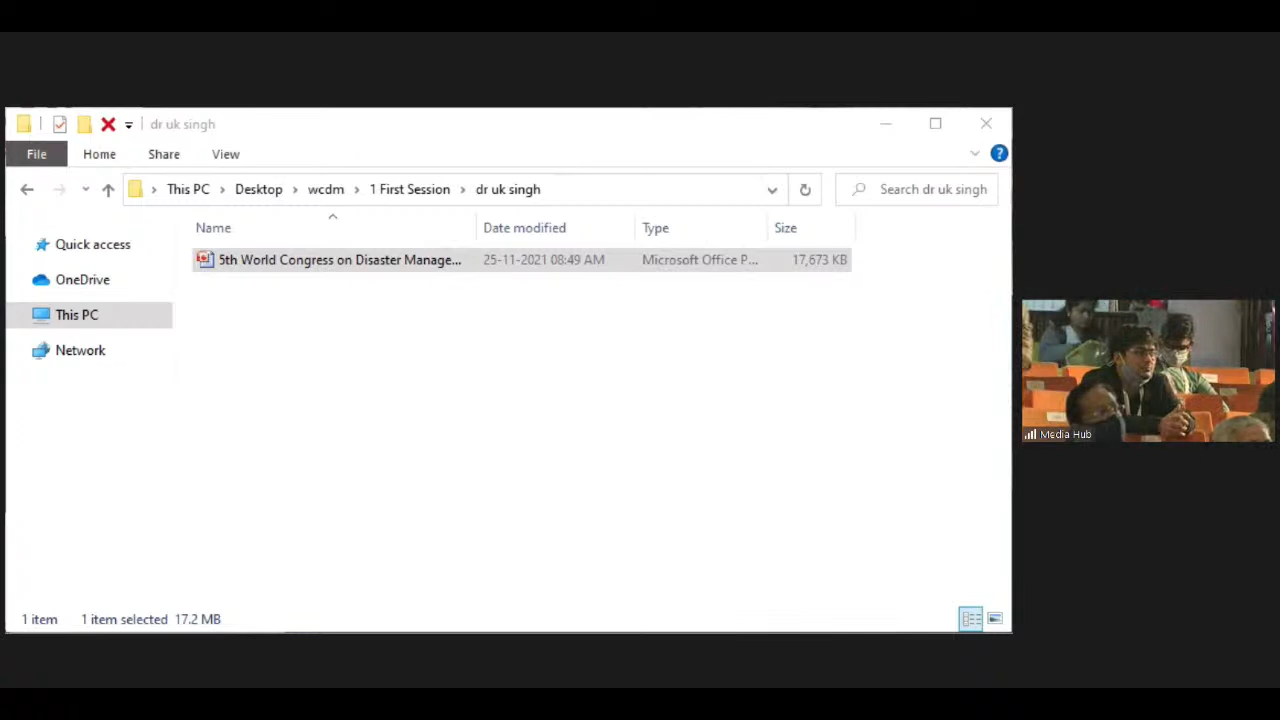 dr uk singh
File Home Share View
This PC Desktop wcdm 1 First Session dr uk singh
Search dr uk singh
Name Date modified Type Size
Quick access
5th World Congress on Disaster Manage... 25-11-2021 08:49 AM Microsoft Office P... 17,673 KB
OneDrive
This PC
Network
Media Hub
1 item 1 item selected 17.2 MB